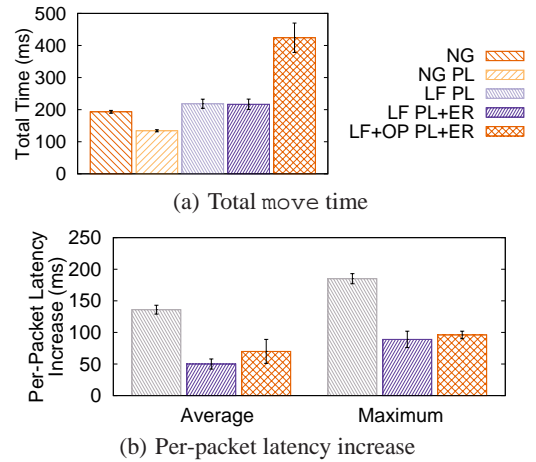 Total Time (ms)
500
400
300
200
100
0
NG
NG PL
LF PL
LF PL+ER
LF+OP PL+ER
(a) Total move time
Per-Packet Latency
Increase (ms)
250
200
150
100
50
0
Average Maximum
(b) Per-packet latency increase